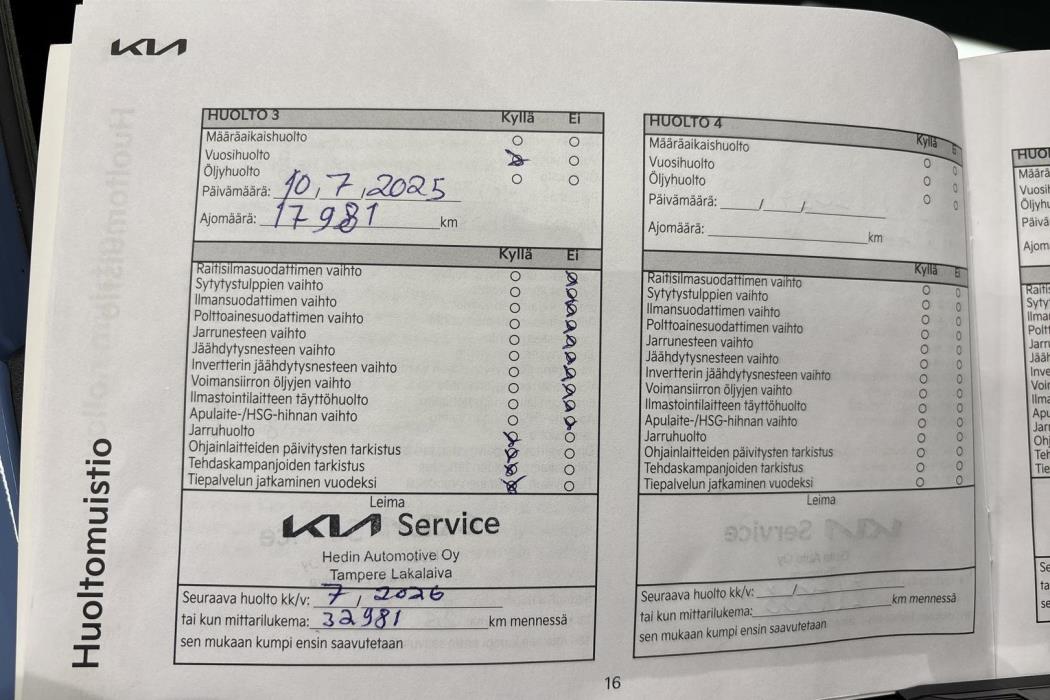 KIA
Huoltomuistio
HUOLTO 3 Kyllä Ei
Määräaikaishuolto
Vuosihuolto
Öljyhuolto
Päivämäärä: 10,7,2025
Ajomäärä: 17981 km
Kyllä Ei
Raitisilmasuodattimen vaihto
Sytytystulppien vaihto
Ilmansuodattimen vaihto
Polttoainesuodattimen vaihto
Jarrunesteen vaihto
Jäähdytysnesteen vaihto
Invertterin jäähdytysnesteen vaihto
Voimansiirron öljyjen vaihto
Ilmastointilaitteen täyttöhuolto
Apulaite-/HSG-hihnan vaihto
Jarruhuolto
Ohjainlaitteiden päivitysten tarkistus
Tehdaskampanjoiden tarkistus
Tiepalvelun jatkaminen vuodeksi
Leima
KIA Service
Hedin Automotive Oy
Tampere Lakalaiva
Seuraava huolto kk/v: 7, 2026
tai kun mittarilukema: 32981 km mennessä
sen mukaan kumpi ensin saavutetaan
HUOLTO 4 Kyllä Ei
Määräaikaishuolto
Vuosihuolto
Öljyhuolto
Päivämäärä: / /
Ajomäärä: km
Kyllä Ei
Raitisilmasuodattimen vaihto
Sytytystulppien vaihto
Ilmansuodattimen vaihto
Polttoainesuodattimen vaihto
Jarrunesteen vaihto
Jäähdytysnesteen vaihto
Invertterin jäähdytysnesteen vaihto
Voimansiirron öljyjen vaihto
Ilmastointilaitteen täyttöhuolto
Apulaite-/HSG-hihnan vaihto
Jarruhuolto
Ohjainlaitteiden päivitysten tarkistus
Tehdaskampanjoiden tarkistus
Tiepalvelun jatkaminen vuodeksi
Leima
Seuraava huolto kk/v: /
tai kun mittarilukema: km mennessä
sen mukaan kumpi ensin saavutetaan
16